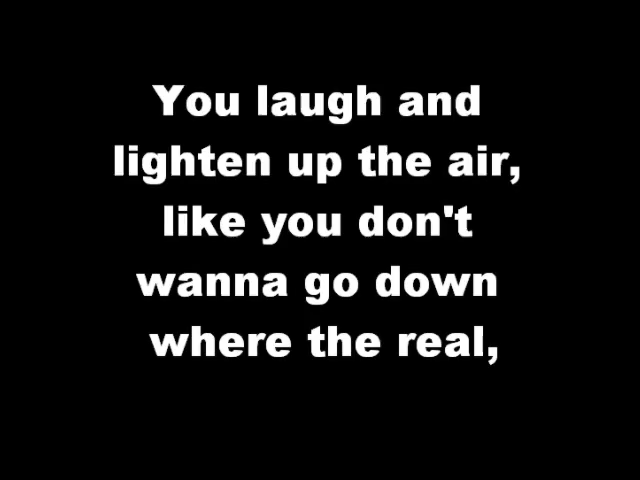 You laugh and
lighten up the air,
like you don't
wanna go down
where the real,